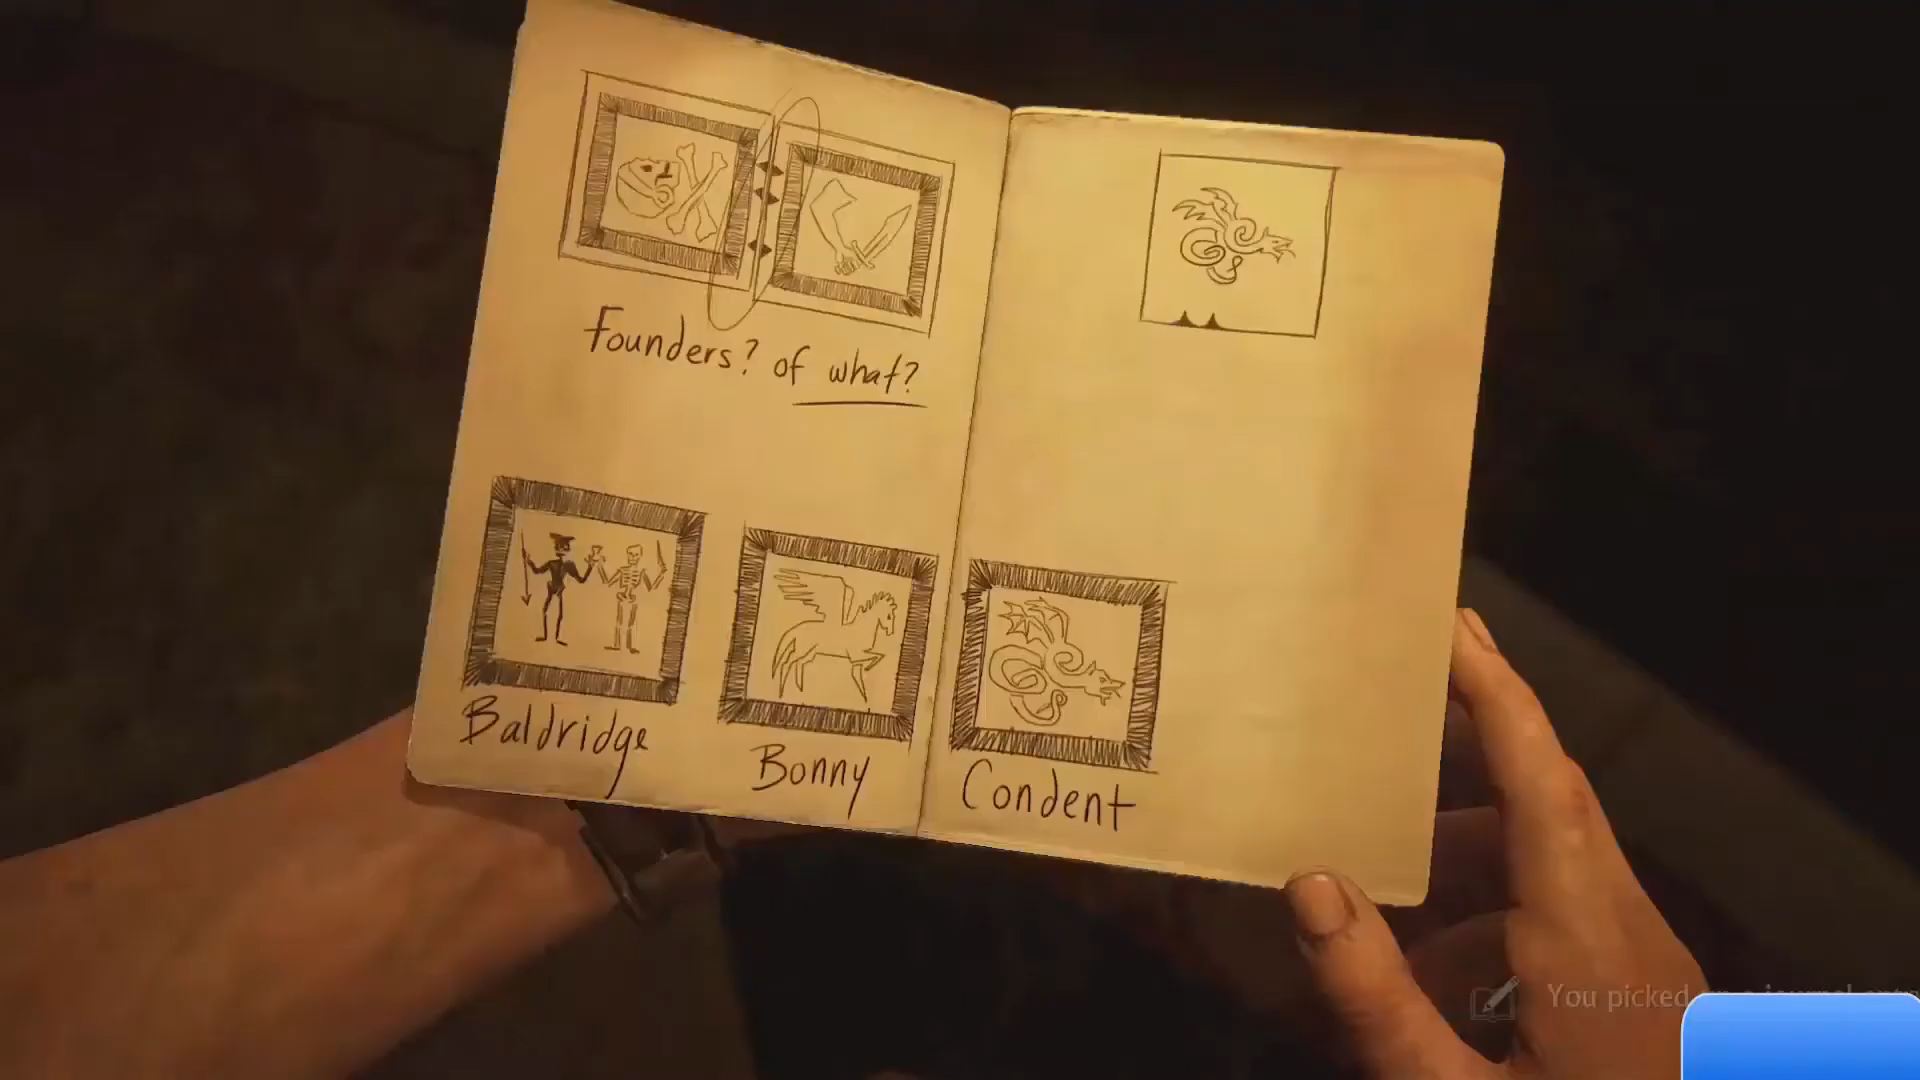 Founders? of what?
Baldridge
Bonny
Condent
You picked